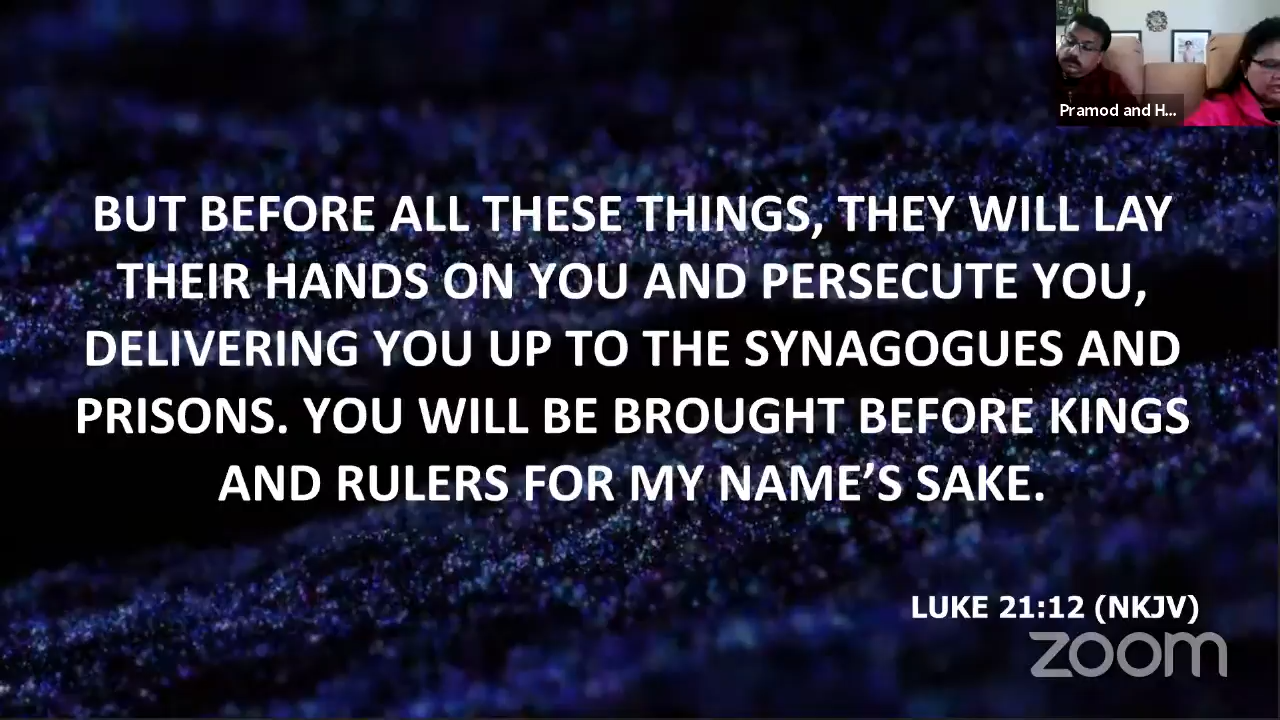 Pramod and H...
BUT BEFORE ALL THESE THINGS, THEY WILL LAY
THEIR HANDS ON YOU AND PERSECUTE YOU,
DELIVERING YOU UP TO THE SYNAGOGUES AND
PRISONS. YOU WILL BE BROUGHT BEFORE KINGS
AND RULERS FOR MY NAME’S SAKE.
LUKE 21:12 (NKJV)
zoom